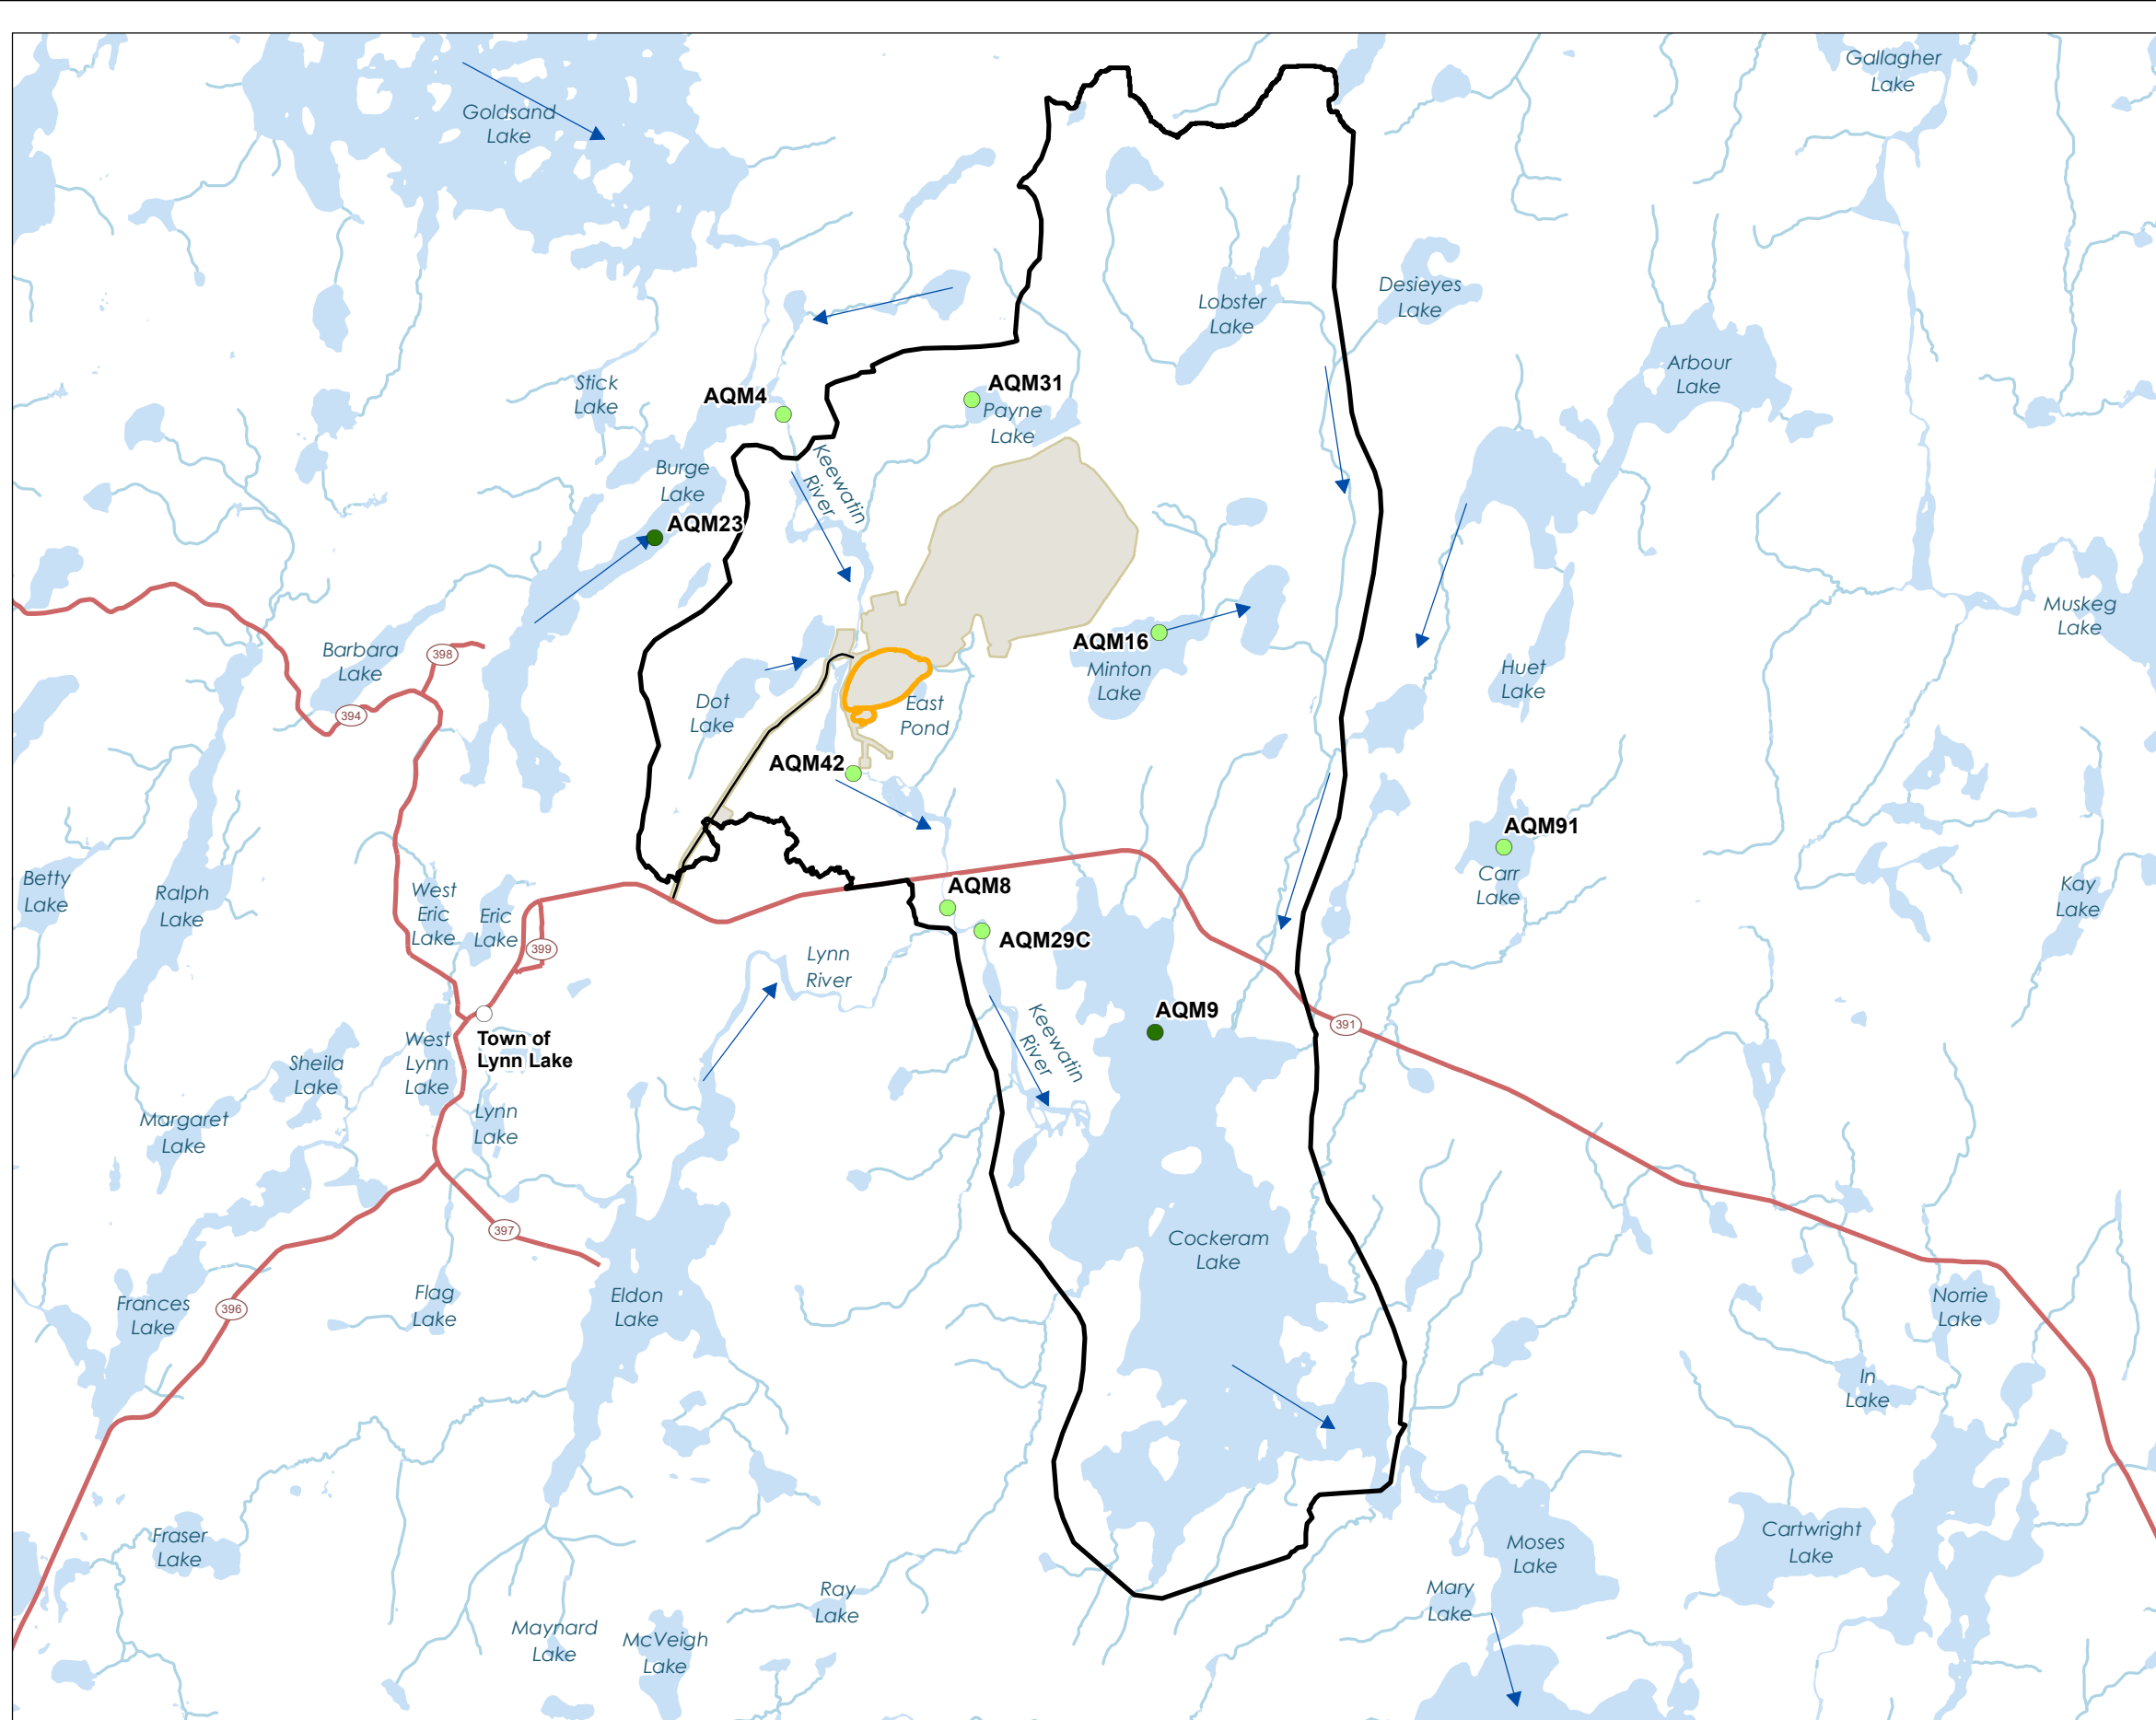 Gallagher
Lake
Goldsand
Lake
Lobster
Lake
Desieyes
Lake
Arbour
Lake
Stick
Lake
AQM4
AQM31
Payne
Lake
Keewatin
River
Burge
Lake
AQM23
Muskeg
Lake
Barbara
Lake
398
394
AQM16
Minton
Lake
Huet
Lake
Dot
Lake
East
Pond
AQM42
AQM91
Carr
Lake
Betty
Lake
Ralph
Lake
West
Eric
Lake
Eric
Lake
399
AQM8
AQM29C
Kay
Lake
Lynn
River
AQM9
391
Keewatin
River
Town of
Lynn Lake
West
Lynn
Lake
Sheila
Lake
Margaret
Lake
Lynn
Lake
397
Cockeram
Lake
Frances
Lake
396
Flag
Lake
Eldon
Lake
Norrie
Lake
In
Lake
Fraser
Lake
Moses
Lake
Cartwright
Lake
Ray
Lake
Mary
Lake
Maynard
Lake
McVeigh
Lake